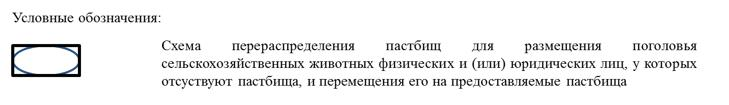 Условные обозначения:
Схема перераспределения пастбищ для размещения поголовья
сельскохозяйственных животных физических и (или) юридических лиц, у которых
отсуствуют пастбища, и перемещения его на предоставляемые пастбища